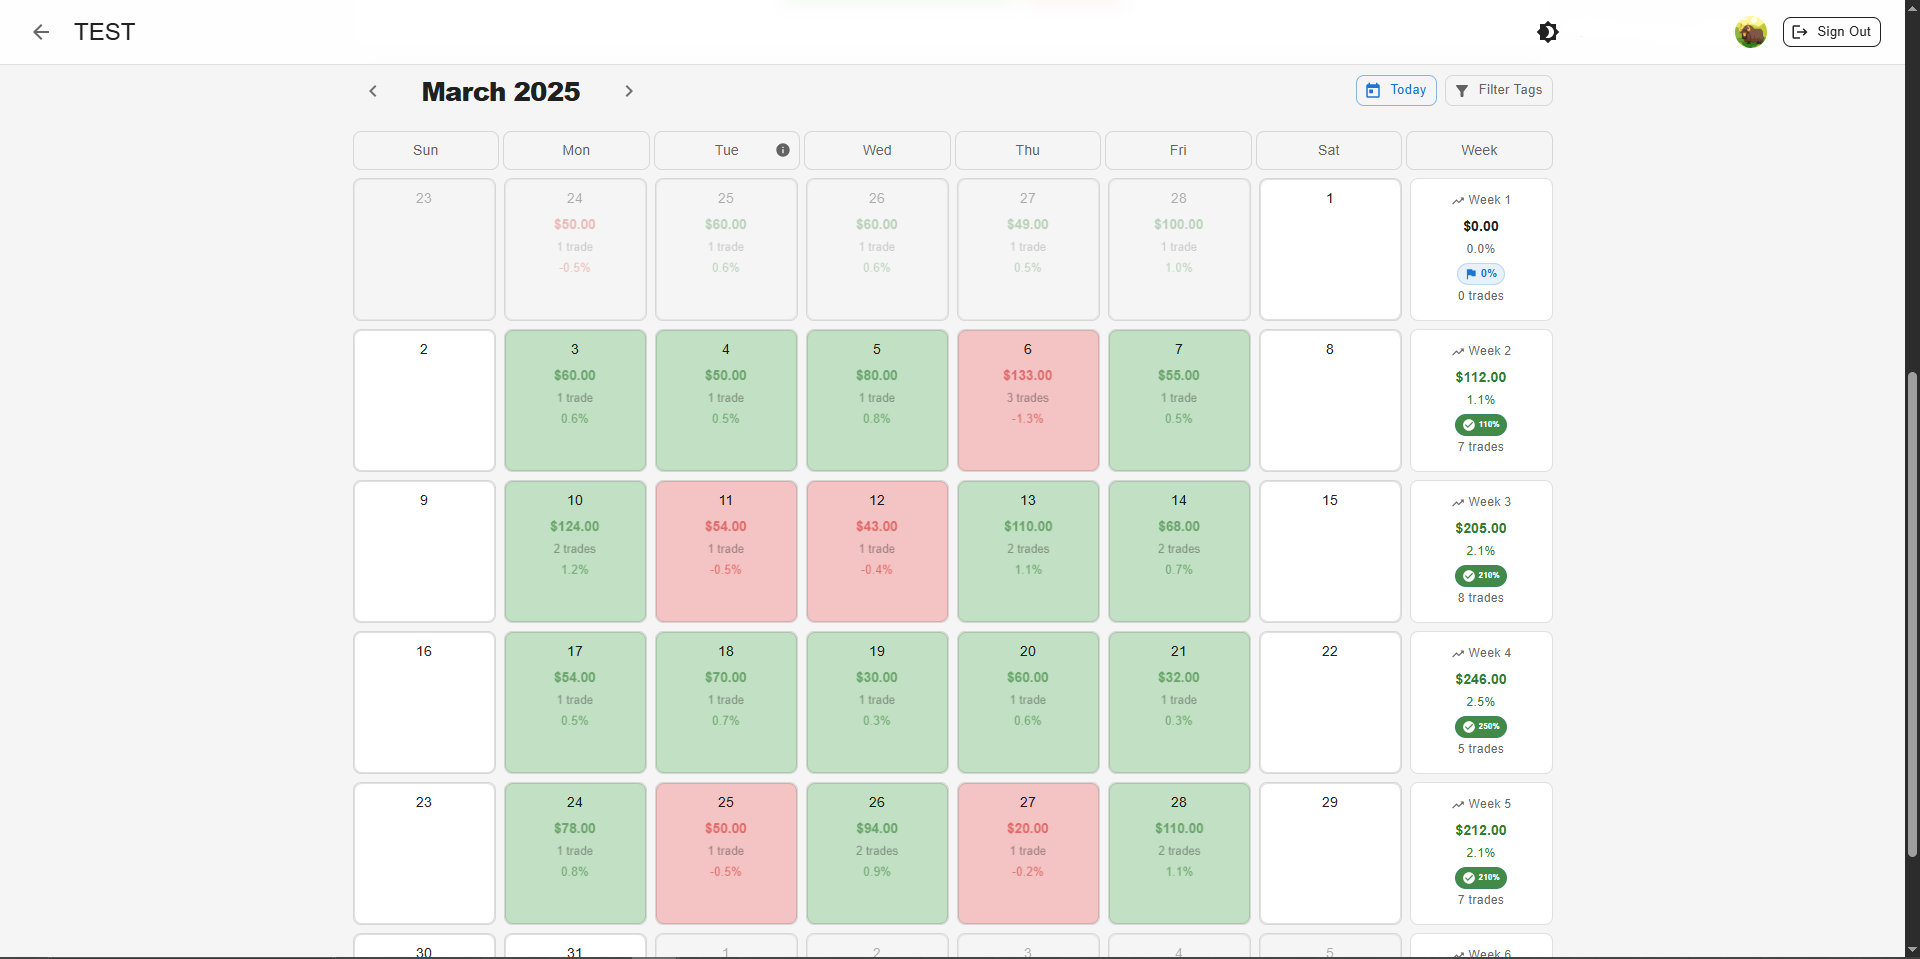 TEST
Sign Out
March 2025
Today
Filter Tags
Sun Mon Tue Wed Thu Fri Sat Week
23 24 25 26 27 28 1 Week 1
$50.00 $60.00 $60.00 $49.00 $100.00 $0.00
1 trade 1 trade 1 trade 1 trade 1 trade 0.0%
-0.5% 0.6% 0.6% 0.5% 1.0% 0%
0 trades
2 3 4 5 6 7 8 Week 2
$60.00 $50.00 $80.00 $133.00 $55.00 $112.00
1 trade 1 trade 1 trade 3 trades 1 trade 1.1%
0.6% 0.5% 0.8% -1.3% 0.5% 110%
7 trades
9 10 11 12 13 14 15 Week 3
$124.00 $54.00 $43.00 $110.00 $68.00 $205.00
2 trades 1 trade 1 trade 2 trades 2 trades 2.1%
1.2% -0.5% -0.4% 1.1% 0.7% 210%
8 trades
16 17 18 19 20 21 22 Week 4
$54.00 $70.00 $30.00 $60.00 $32.00 $246.00
1 trade 1 trade 1 trade 1 trade 1 trade 2.5%
0.5% 0.7% 0.3% 0.6% 0.3% 250%
5 trades
23 24 25 26 27 28 29 Week 5
$78.00 $50.00 $94.00 $20.00 $110.00 $212.00
1 trade 1 trade 2 trades 1 trade 2 trades 2.1%
0.8% -0.5% 0.9% -0.2% 1.1% 210%
7 trades
30 31 1 2 3 4 5 Week 6